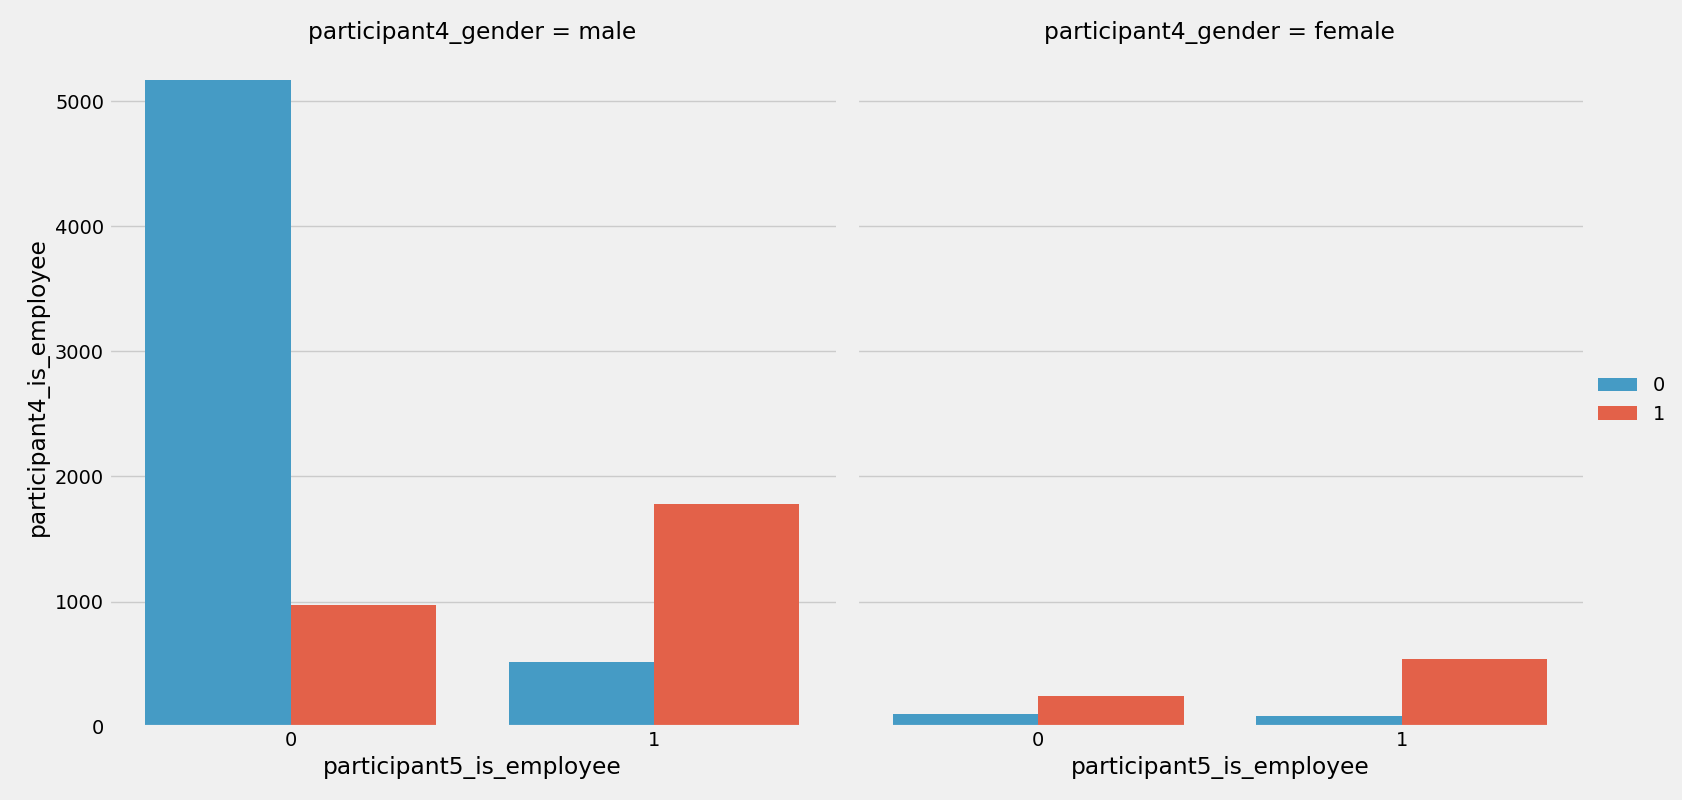 participant4_gender = male
participant4_gender = female
participant4_is_employee
5000
4000
3000
2000
1000
0
0
1
participant5_is_employee
0
1
participant5_is_employee
0
1